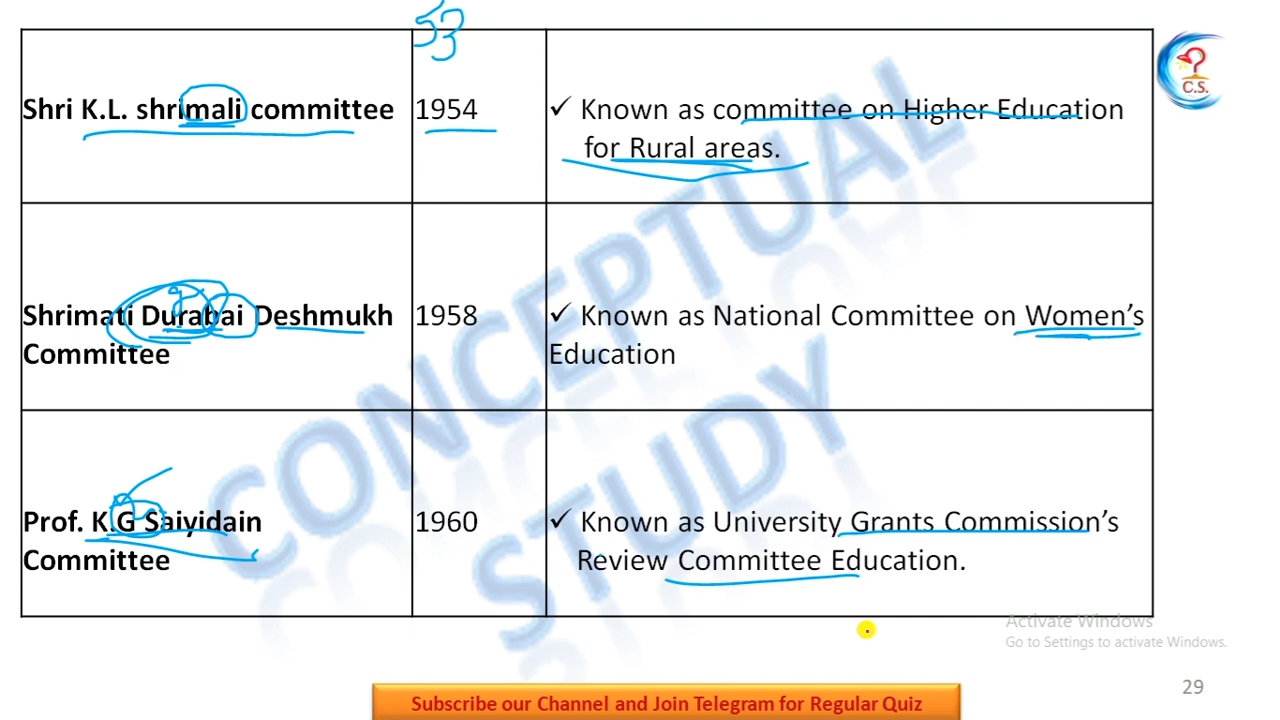 53
Shri K.L. shrimali committee
1954
✓ Known as committee on Higher Education
for Rural areas.
C.S.
Shrimati Durabai Deshmukh
Committee
1958
✓ Known as National Committee on Women's
Education
Prof. K.G Saiyidain
Committee
1960
✓ Known as University Grants Commission's
Review Committee Education.
CONCEPTUAL
STUDY
Activate Windows
Go to Settings to activate Windows.
29
Subscribe our Channel and Join Telegram for Regular Quiz